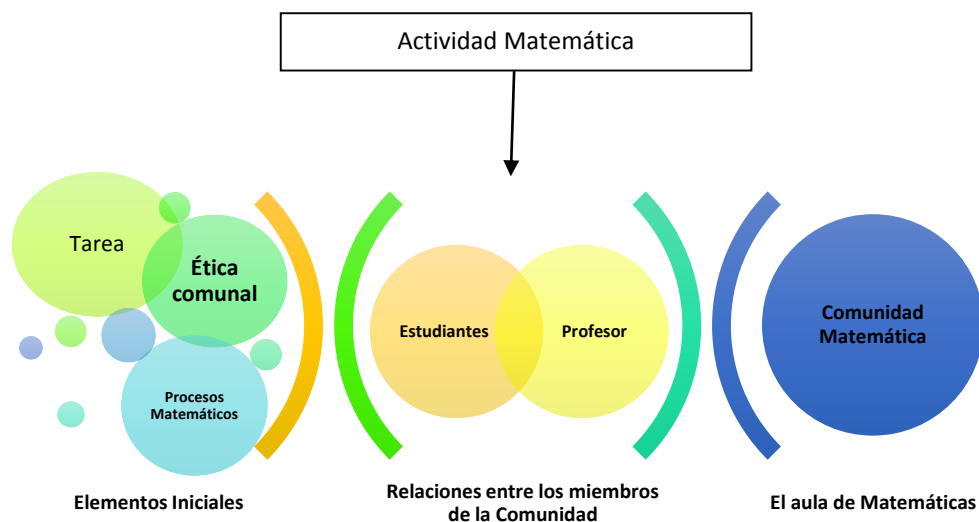 Actividad Matemática
Tarea
Ética
comunal
Procesos
Matemáticos
Estudiantes
Profesor
Comunidad
Matemática
Elementos Iniciales
Relaciones entre los miembros
de la Comunidad
El aula de Matemáticas